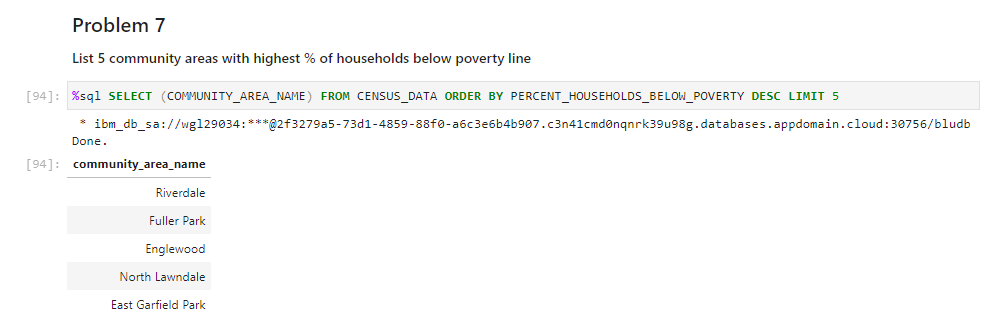 Problem 7
List 5 community areas with highest % of households below poverty line
[94]: %sql SELECT (COMMUNITY_AREA_NAME) FROM CENSUS_DATA ORDER BY PERCENT_HOUSEHOLDS_BELOW_POVERTY DESC LIMIT 5
* ibm_db_sa://wgl29034:***@2f3279a5-73d1-4859-88f0-a6c3e6b4b907.c3n41cmd0nqnrk39u98g.databases.appdomain.cloud:30756/bludb
Done.
[94]: community_area_name
Riverdale
Fuller Park
Englewood
North Lawndale
East Garfield Park